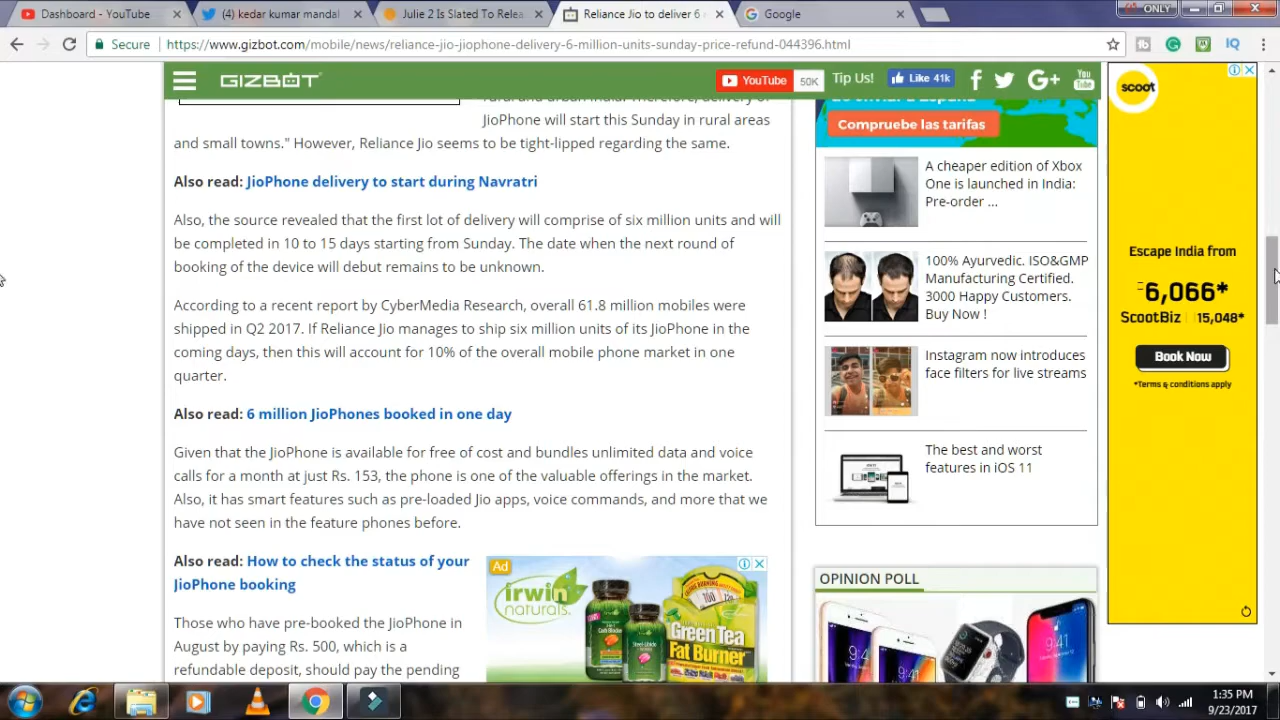 Dashboard - YouTube
(4) kedar kumar mandal
Julie 2 Is Slated To Relea
Reliance Jio to deliver 6
Google
ONLY
Secure
https://www.gizbot.com/mobile/news/reliance-jio-jiophone-delivery-6-million-units-sunday-price-refund-044396.html
GIZBOT
YouTube 50K
Tip Us!
Like 41k
You Tube
JioPhone will start this Sunday in rural areas
and small towns." However, Reliance Jio seems to be tight-lipped regarding the same.
Also read: JioPhone delivery to start during Navratri
Also, the source revealed that the first lot of delivery will comprise of six million units and will
be completed in 10 to 15 days starting from Sunday. The date when the next round of
booking of the device will debut remains to be unknown.
According to a recent report by CyberMedia Research, overall 61.8 million mobiles were
shipped in Q2 2017. If Reliance Jio manages to ship six million units of its JioPhone in the
coming days, then this will account for 10% of the overall mobile phone market in one
quarter.
Also read: 6 million JioPhones booked in one day
Given that the JioPhone is available for free of cost and bundles unlimited data and voice
calls for a month at just Rs. 153, the phone is one of the valuable offerings in the market.
Also, it has smart features such as pre-loaded Jio apps, voice commands, and more that we
have not seen in the feature phones before.
Also read: How to check the status of your
JioPhone booking
Those who have pre-booked the JioPhone in
August by paying Rs. 500, which is a
refundable deposit, should pay the pending
Ad
irwin
naturals
Green Tea
Fat Burner
Compruebe las tarifas
A cheaper edition of Xbox
One is launched in India:
Pre-order ...
100% Ayurvedic. ISO&GMP
Manufacturing Certified.
3000 Happy Customers.
Buy Now !
Instagram now introduces
face filters for live streams
The best and worst
features in iOS 11
OPINION POLL
scoot
Escape India from
6,066*
ScootBiz 15,048*
Book Now
*Terms & conditions apply
1:35 PM
9/23/2017